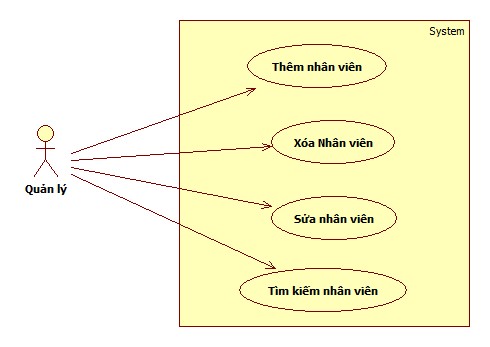 System
Thêm nhân viên
Xóa Nhân viên
Quản lý
Sửa nhân viên
Tìm kiếm nhân viên